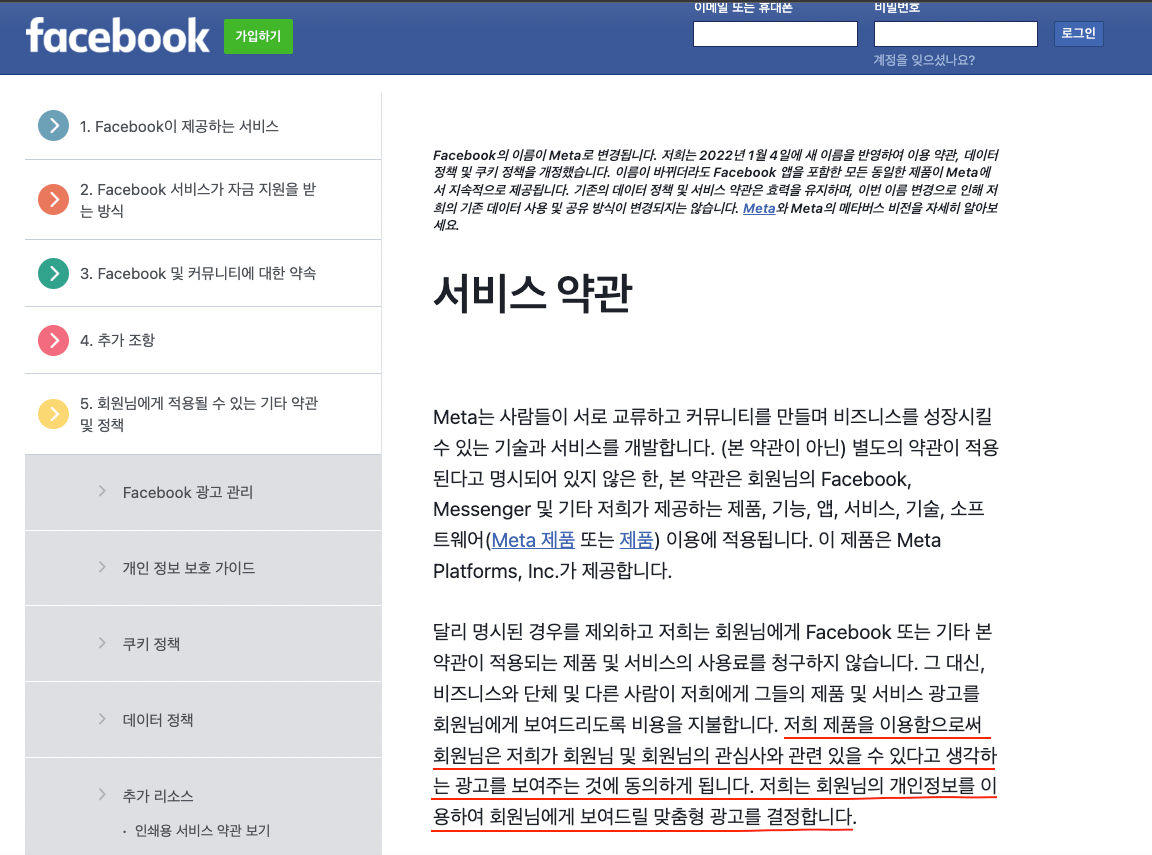 이메일 또는 휴대폰
비밀번호
facebook
가입하기
로그인
계정을 잊으셨나요?
1. Facebook이 제공하는 서비스
2. Facebook 서비스가 자금 지원을 받
는 방식
3. Facebook 및 커뮤니티에 대한 약속
4. 추가 조항
5. 회원님에게 적용될 수 있는 기타 약관
및 정책
Facebook 광고 관리
개인 정보 보호 가이드
쿠키 정책
데이터 정책
추가 리소스
· 인쇄용 서비스 약관 보기
Facebook의 이름이 Meta로 변경됩니다. 저희는 2022년 1월 4일에 새 이름을 반영하여 이용 약관, 데이터
정책 및 쿠키 정책을 개정했습니다. 이름이 바뀌더라도 Facebook 앱을 포함한 모든 동일한 제품이 Meta에
서 지속적으로 제공됩니다. 기존의 데이터 정책 및 서비스 약관은 효력을 유지하며, 이번 이름 변경으로 인해 저
희의 기존 데이터 사용 및 공유 방식이 변경되지는 않습니다. Meta와 Meta의 메타버스 비전을 자세히 알아보
세요.
서비스 약관
Meta는 사람들이 서로 교류하고 커뮤니티를 만들며 비즈니스를 성장시킬
수 있는 기술과 서비스를 개발합니다. (본 약관이 아닌) 별도의 약관이 적용
된다고 명시되어 있지 않은 한, 본 약관은 회원님의 Facebook,
Messenger 및 기타 저희가 제공하는 제품, 기능, 앱, 서비스, 기술, 소프
트웨어(Meta 제품 또는 제품) 이용에 적용됩니다. 이 제품은 Meta
Platforms, Inc.가 제공합니다.
달리 명시된 경우를 제외하고 저희는 회원님에게 Facebook 또는 기타 본
약관이 적용되는 제품 및 서비스의 사용료를 청구하지 않습니다. 그 대신,
비즈니스와 단체 및 다른 사람이 저희에게 그들의 제품 및 서비스 광고를
회원님에게 보여드리도록 비용을 지불합니다. 저희 제품을 이용함으로써
회원님은 저희가 회원님 및 회원님의 관심사와 관련 있을 수 있다고 생각하
는 광고를 보여주는 것에 동의하게 됩니다. 저희는 회원님의 개인정보를 이
용하여 회원님에게 보여드릴 맞춤형 광고를 결정합니다.